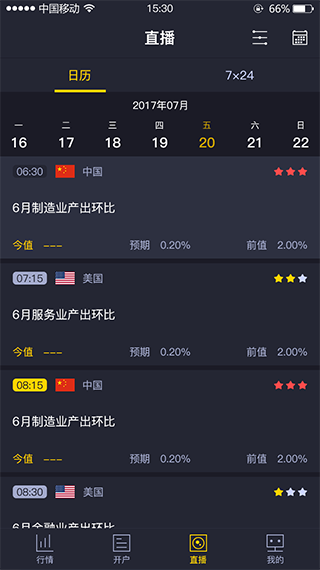 中国移动 15:30 66%
直播
日历 7×24
2017年07月
一 二 三 四 五 六 日
16 17 18 19 20 21 22
06:30 中国
6月制造业产出环比
今值 --- 预期 0.20% 前值 2.00%
07:15 美国
6月服务业产出环比
今值 --- 预期 0.20% 前值 2.00%
08:15 中国
6月制造业产出环比
今值 --- 预期 0.20% 前值 2.00%
08:30 美国
6月金融业产出环比
行情 开户 直播 我的